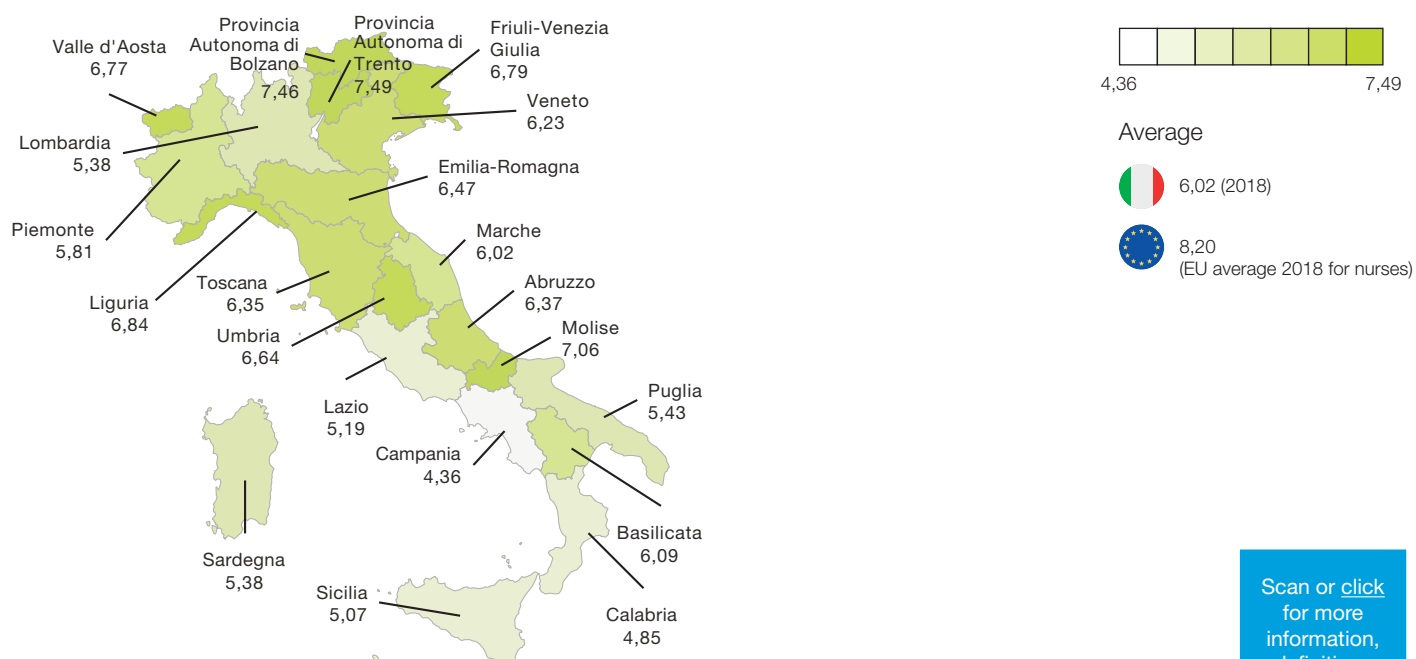 Provincia
Autonoma di
Bolzano
7,46
Provincia
Autonoma di
Trento
7,49
Friuli-Venezia
Giulia
6,79
Valle d'Aosta
6,77
Veneto
6,23
Lombardia
5,38
Emilia-Romagna
6,47
Piemonte
5,81
Marche
6,02
Toscana
6,35
Liguria
6,84
Abruzzo
6,37
Umbria
6,64
Molise
7,06
Puglia
5,43
Lazio
5,19
Campania
4,36
Basilicata
6,09
Sardegna
5,38
Sicilia
5,07
Calabria
4,85
4,36
7,49
Average
6,02 (2018)
8,20
(EU average 2018 for nurses)
Scan or click
for more
information,